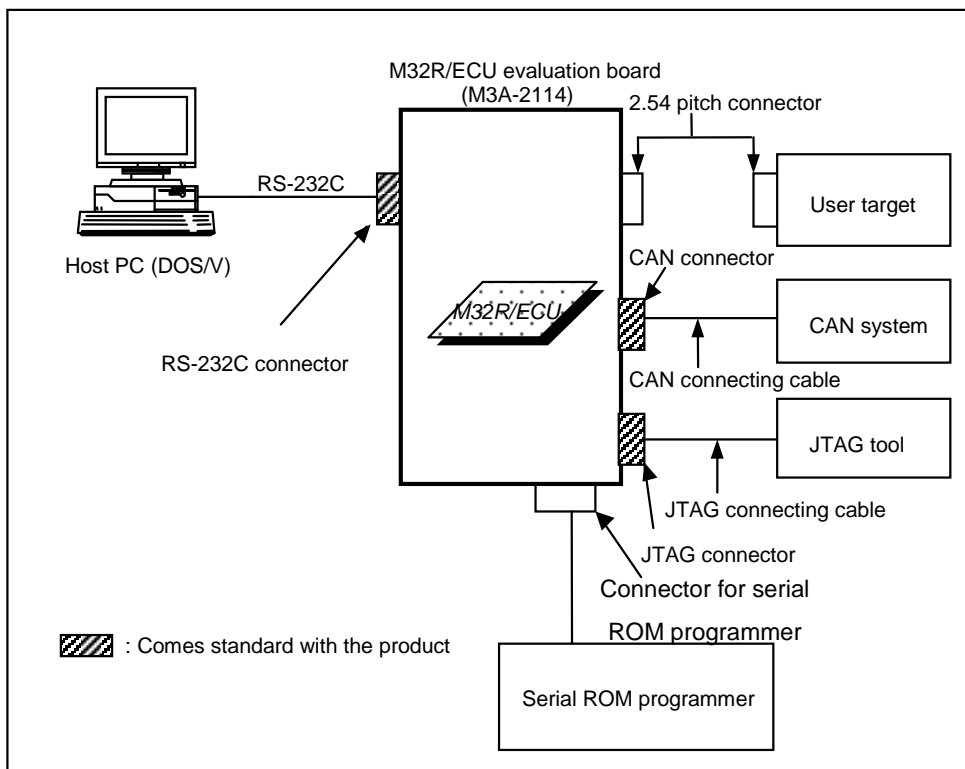 M32R/ECU evaluation board
(M3A-2114)
2.54 pitch connector
RS-232C
User target
Host PC (DOS/V)
CAN connector
M32R/ECU
CAN system
RS-232C connector
CAN connecting cable
JTAG tool
JTAG connecting cable
JTAG connector
Connector for serial
ROM programmer
: Comes standard with the product
Serial ROM programmer